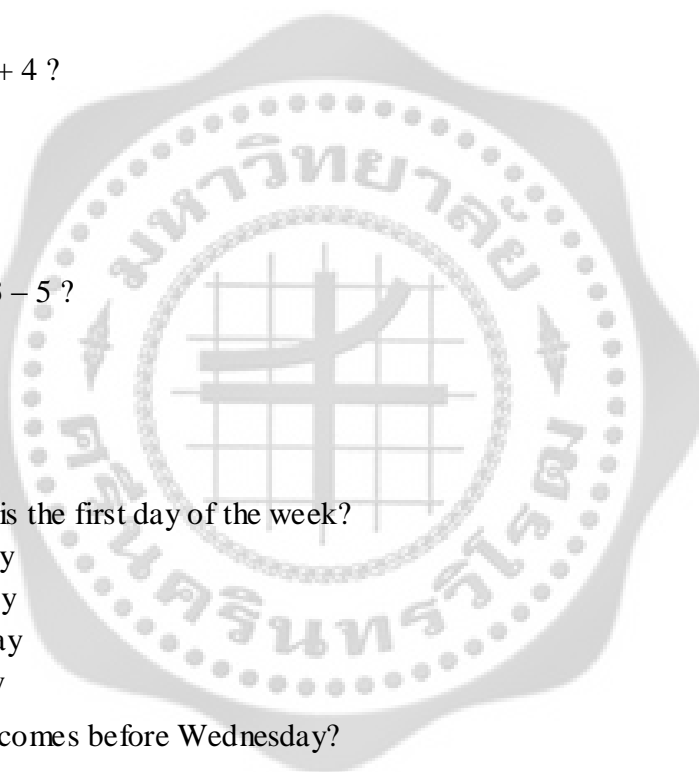 + 4 ?
มหาวิทยาลัย
– 5 ?
ศรีนครินทรวิโรฒ
is the first day of the week?
y
y
ay
y
comes before Wednesday?